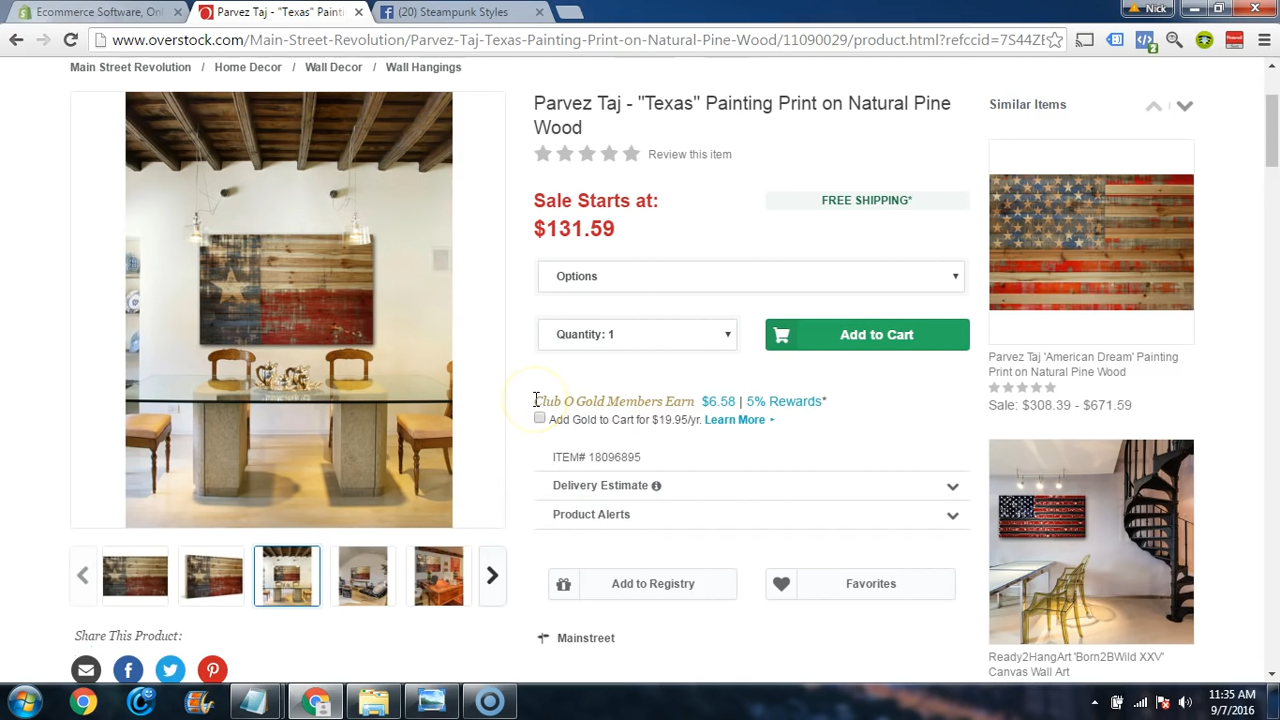 Ecommerce Software, Onl
Parvez Taj - "Texas" Painti
(20) Steampunk Styles
Nick
www.overstock.com/Main-Street-Revolution/Parvez-Taj-Texas-Painting-Print-on-Natural-Pine-Wood/11090029/product.html?refccid=7S44ZE
2
Main Street Revolution / Home Decor / Wall Decor / Wall Hangings
Parvez Taj - "Texas" Painting Print on Natural Pine
Wood
Review this item
Sale Starts at:
$131.59
FREE SHIPPING*
Options
Quantity: 1
Add to Cart
Club O Gold Members Earn $6.58 | 5% Rewards*
Add Gold to Cart for $19.95/yr. Learn More
ITEM# 18096895
Delivery Estimate
Product Alerts
Add to Registry
Favorites
Mainstreet
Share This Product:
Similar Items
Parvez Taj 'American Dream' Painting
Print on Natural Pine Wood
Sale: $308.39 - $671.59
Ready2HangArt 'Born2BWild XXV'
Canvas Wall Art
11:35 AM
9/7/2016